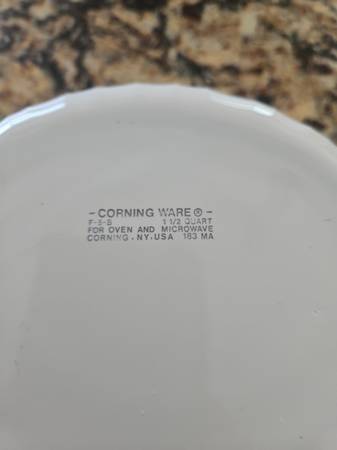 - CORNING WARE® -
F-5-B 1 1/2 QUART
FOR OVEN AND MICROWAVE
CORNING, NY, USA 183 MA